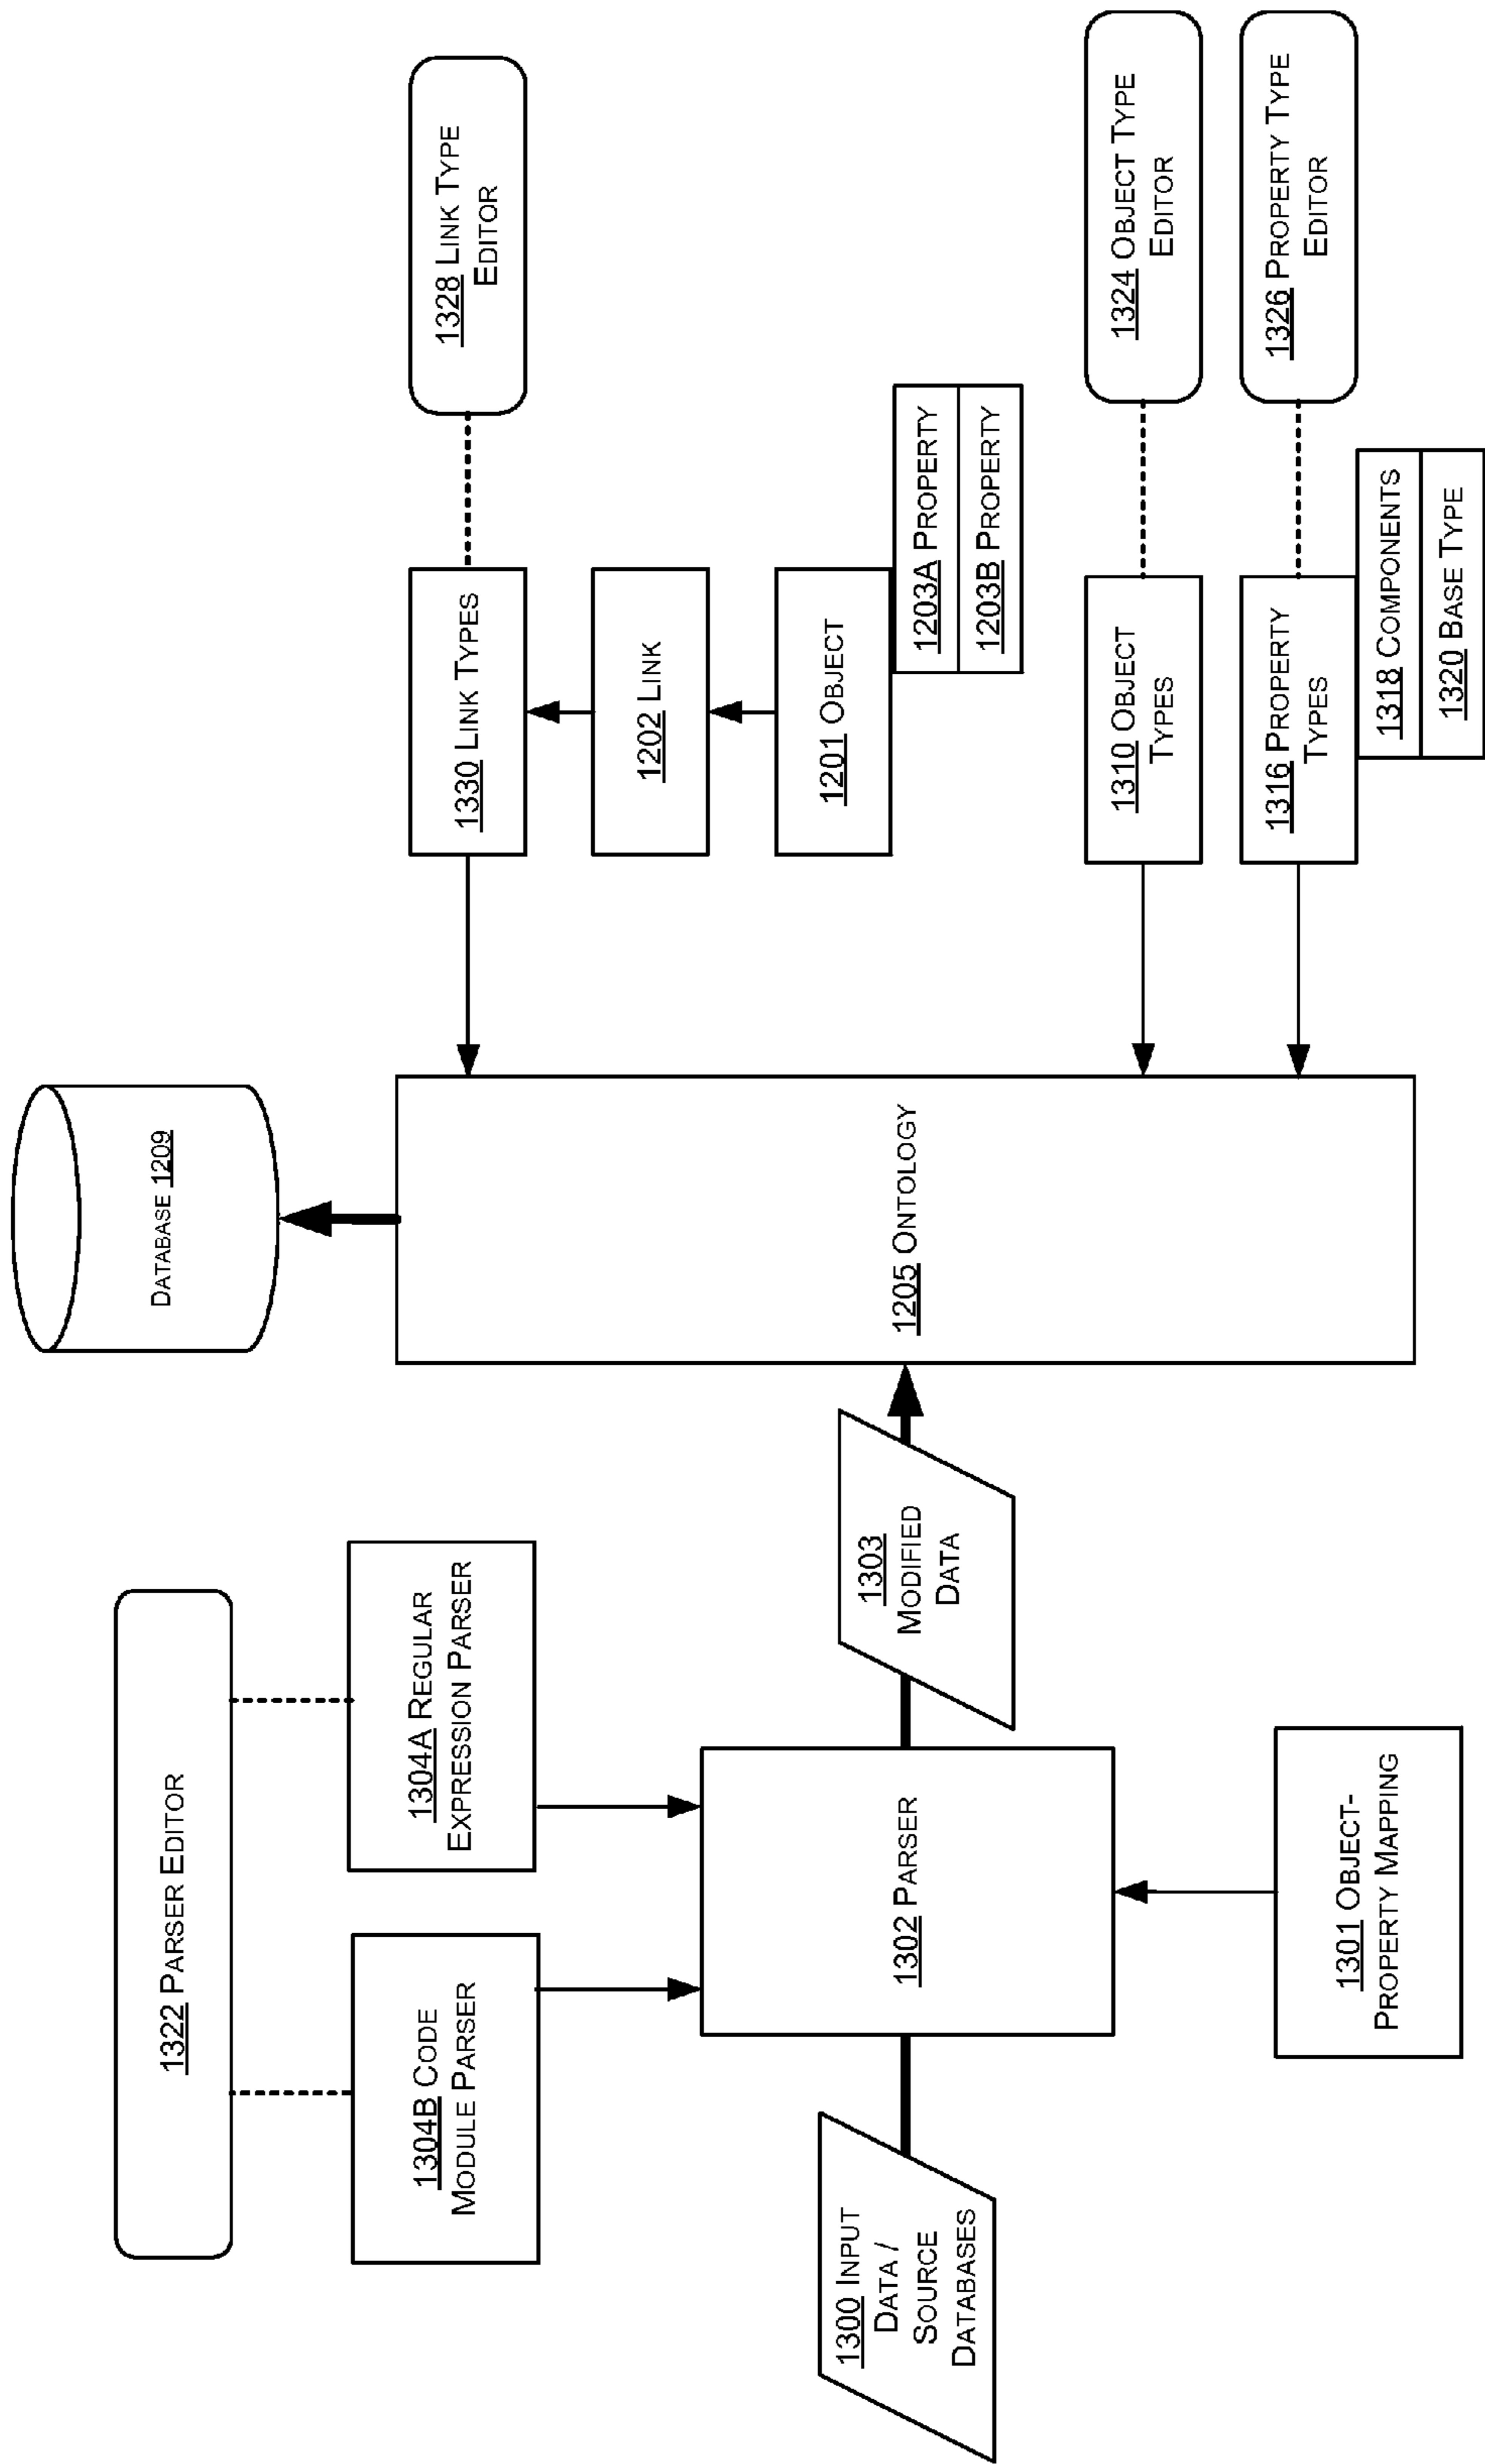 1322 PARSER EDITOR
1304B CODE
MODULE PARSER
1304A REGULAR
EXPRESSION PARSER
DATABASE 1209
1328 LINK TYPE
EDITOR
1330 LINK TYPES
1202 LINK
1201 OBJECT
1203A PROPERTY
1203B PROPERTY
1300 INPUT
DATA /
SOURCE
DATABASES
1302 PARSER
1303
MODIFIED
DATA
1205 ONTOLOGY
1301 OBJECT-
PROPERTY MAPPING
1310 OBJECT
TYPES
1324 OBJECT TYPE
EDITOR
1316 PROPERTY
TYPES
1326 PROPERTY TYPE
EDITOR
1318 COMPONENTS
1320 BASE TYPE